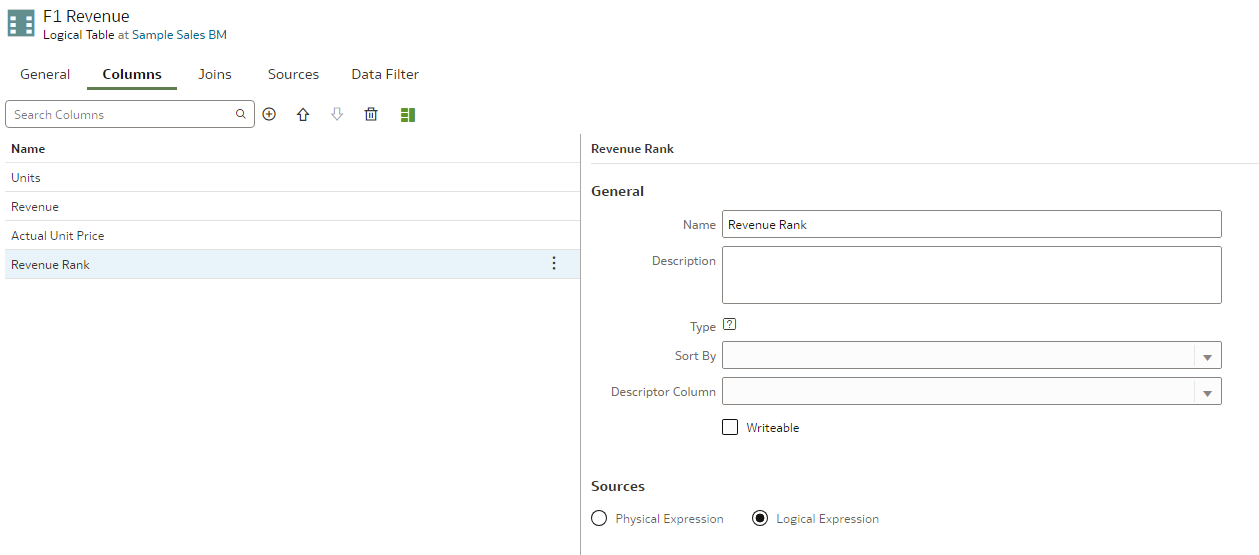 F1 Revenue
Logical Table at Sample Sales BM
General Columns Joins Sources Data Filter
Search Columns
Name
Units
Revenue
Actual Unit Price
Revenue Rank
Revenue Rank
General
Name Revenue Rank
Description
Type ?
Sort By
Descriptor Column
Writeable
Sources
Physical Expression Logical Expression